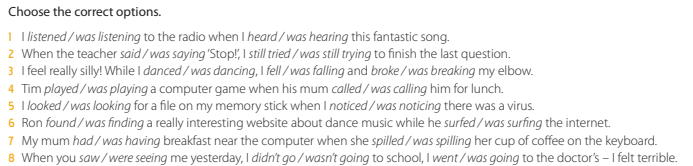 Choose the correct options.
1 I listened / was listening to the radio when I heard / was hearing this fantastic song.
2 When the teacher said / was saying 'Stop!', I still tried / was still trying to finish the last question.
3 I feel really silly! While I danced / was dancing, I fell / was falling and broke / was breaking my elbow.
4 Tim played / was playing a computer game when his mum called / was calling him for lunch.
5 I looked / was looking for a file on my memory stick when I noticed / was noticing there was a virus.
6 Ron found / was finding a really interesting website about dance music while he surfed / was surfing the internet.
7 My mum had / was having breakfast near the computer when she spilled / was spilling her cup of coffee on the keyboard.
8 When you saw / were seeing me yesterday, I didn't go / wasn't going to school, I went / was going to the doctor's – I felt terrible.